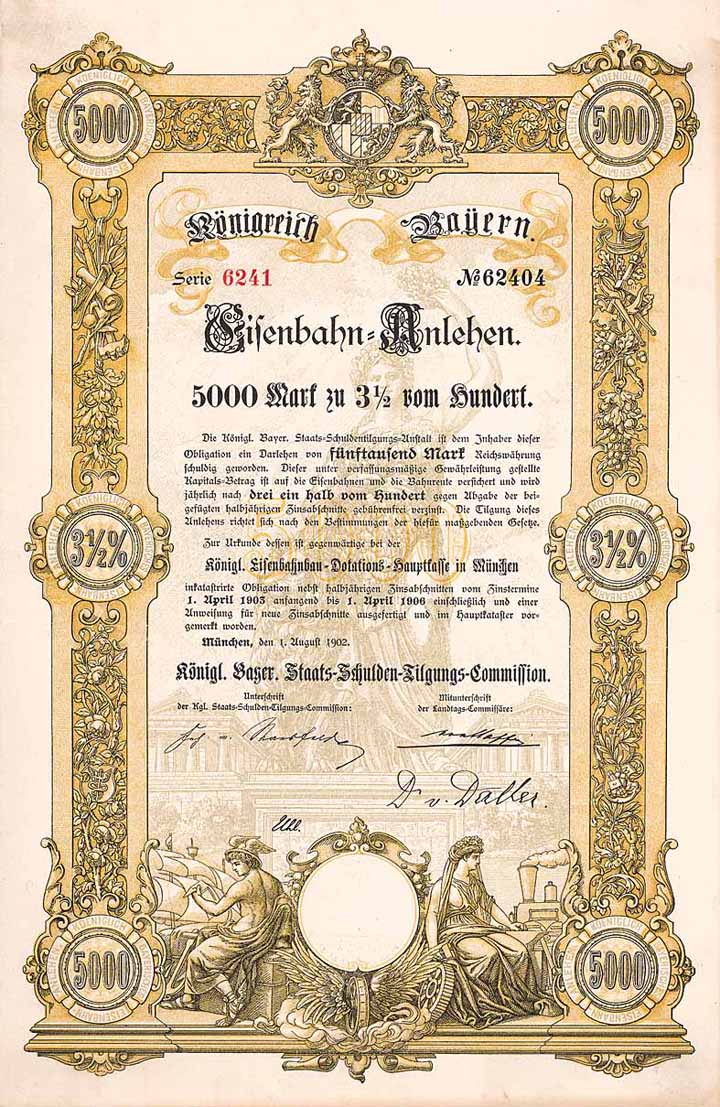 5000
KOENIGLICH BAYERISCHES EISENBAHN ANLEHEN
5000
Königreich Bayern.
Serie 6241 № 62404
Eisenbahn-Anlehen.
5000 Mark zu 3½ vom Hundert.
Die Königl. Bayer. Staats-Schuldentilgungs-Anstalt ist dem Inhaber dieser
Obligation ein Darlehen von fünftausend Mark Reichswährung
schuldig geworden. Dieser unter verfassungsmäßige Gewährleistung gestellte
Kapitals-Betrag ist auf die Eisenbahnen und die Bahnrente versichert und wird
jährlich nach drei ein halb vom Hundert gegen Abgabe der bei-
gefügten halbjährigen Zinsabschnitte gebührenfrei verzinst. Die Tilgung dieses
Anlehens richtet sich nach den Bestimmungen der hiefür maßgebenden Gesetze.
Zur Urkunde dessen ist gegenwärtige bei der
Königl. Eisenbahnbau-Dotations-Hauptkasse in München
inkatastrirte Obligation nebst halbjährigen Zinsabschnitten vom Zinstermine
1. April 1903 anfangend bis 1. April 1906 einschließlich und einer
Anweisung für neue Zinsabschnitte ausgefertigt und im Hauptkataster vor-
gemerkt worden.
München, den 1. August 1902.
3½%
3½%
Königl. Bayer. Staats-Schulden-Tilgungs-Commission.
Unterschrift
der Kgl. Staats-Schulden-Tilgungs-Commission:
Mitunterschrift
der Landtags-Commissäre:
Dr v. Daller.
5000
5000